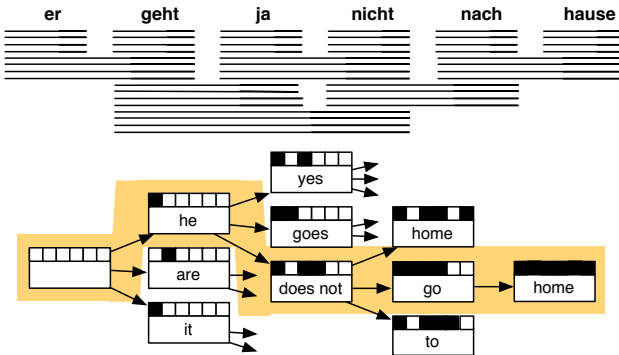 er geht ja nicht nach hause
yes
he
goes
home
are
does not
go
home
it
to